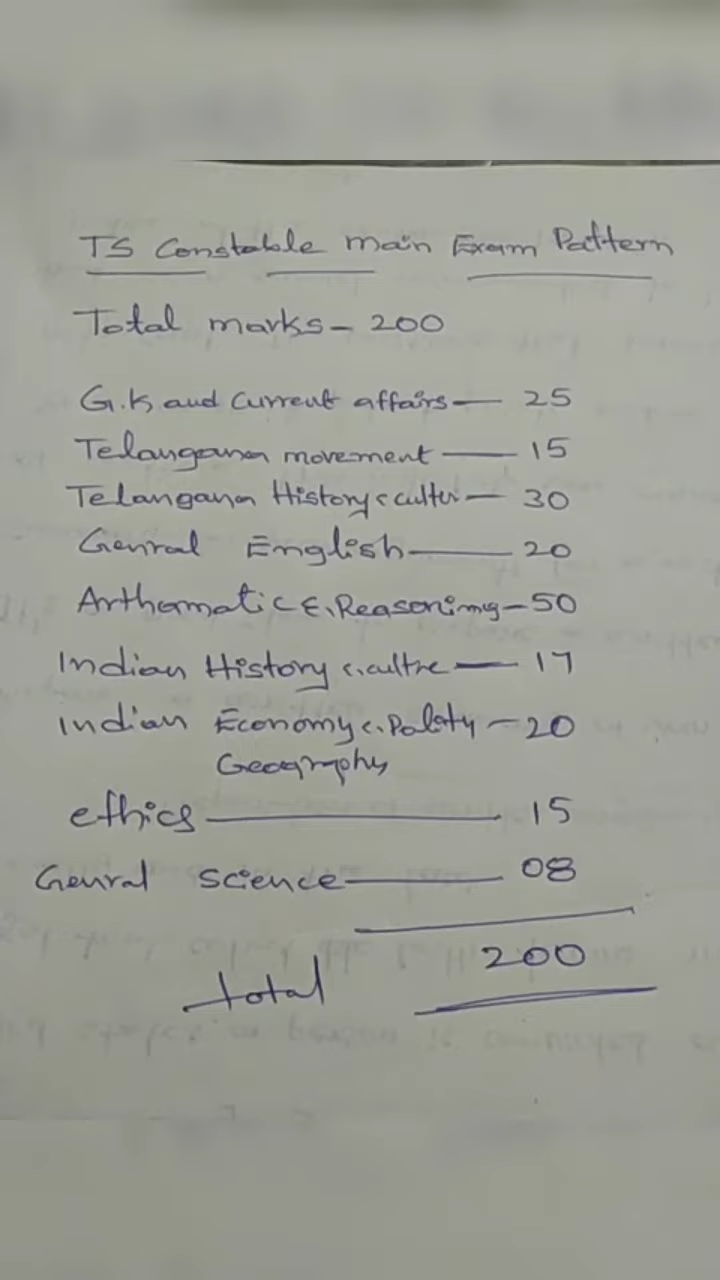 TS Constable main Exam Pattern
Total marks - 200
G.K and Current affairs — 25
Telangana movement — 15
Telangana History & cultur — 30
Genral English — 20
Arthamatic & Reasoning - 50
Indian History & cultre — 17
Indian Economy & Polity - 20
Geography
ethics — 15
Genral science — 08
total 200